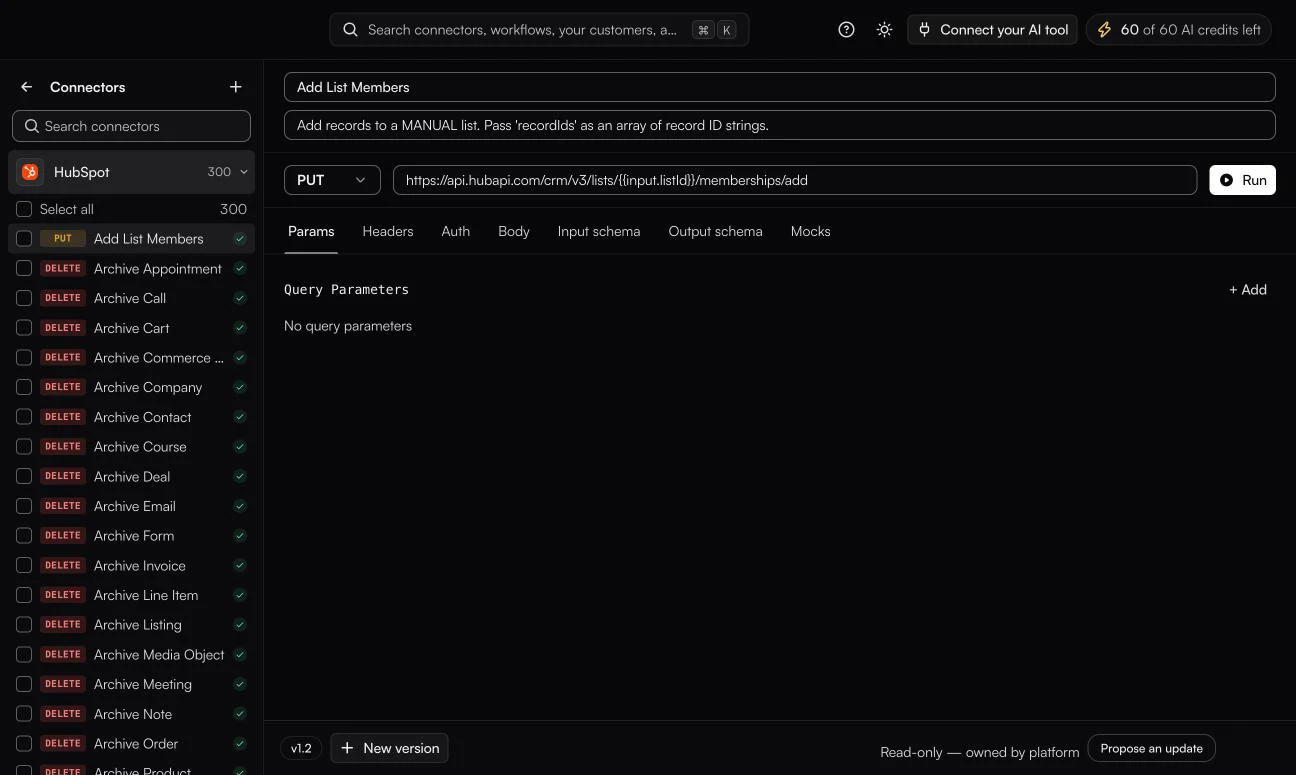 Search connectors, workflows, your customers, a... ⌘ K
Connect your AI tool
60 of 60 AI credits left
Connectors
Search connectors
HubSpot 300
Select all 300
PUT Add List Members
DELETE Archive Appointment
DELETE Archive Call
DELETE Archive Cart
DELETE Archive Commerce ...
DELETE Archive Company
DELETE Archive Contact
DELETE Archive Course
DELETE Archive Deal
DELETE Archive Email
DELETE Archive Form
DELETE Archive Invoice
DELETE Archive Line Item
DELETE Archive Listing
DELETE Archive Media Object
DELETE Archive Meeting
DELETE Archive Note
DELETE Archive Order
DELETE Archive Product
Add List Members
Add records to a MANUAL list. Pass 'recordIds' as an array of record ID strings.
PUT https://api.hubapi.com/crm/v3/lists/{{input.listId}}/memberships/add Run
Params Headers Auth Body Input schema Output schema Mocks
Query Parameters + Add
No query parameters
v1.2 + New version Read-only — owned by platform Propose an update